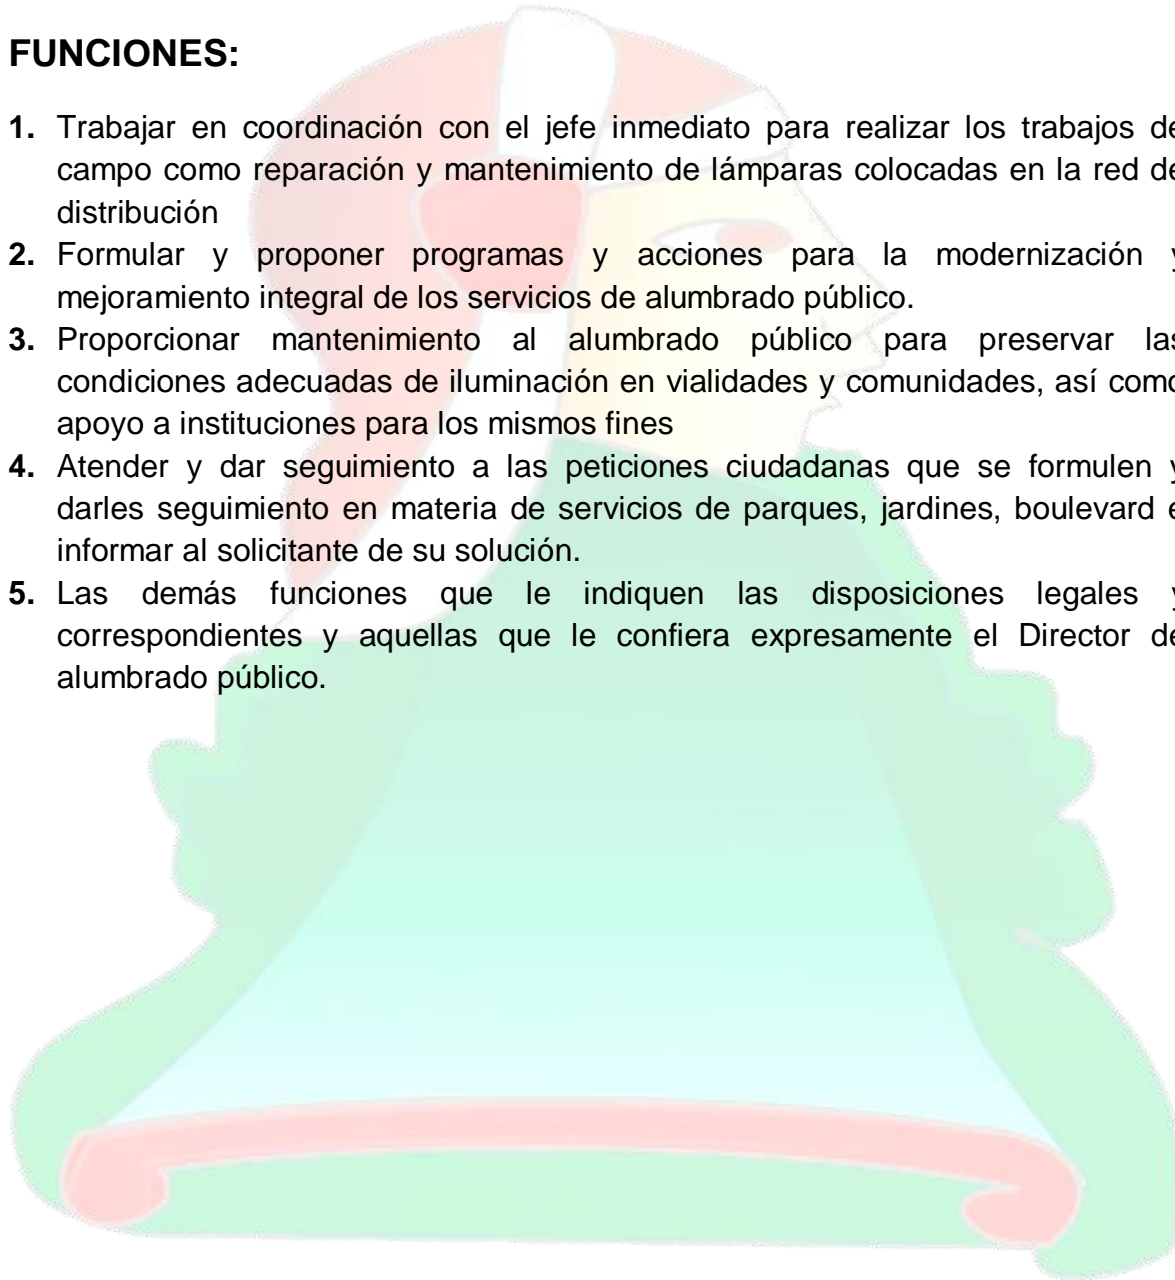 FUNCIONES:
1. Trabajar en coordinación con el jefe inmediato para realizar los trabajos de
campo como reparación y mantenimiento de lámparas colocadas en la red de
distribución
2. Formular y proponer programas y acciones para la modernización y
mejoramiento integral de los servicios de alumbrado público.
3. Proporcionar mantenimiento al alumbrado público para preservar las
condiciones adecuadas de iluminación en vialidades y comunidades, así como
apoyo a instituciones para los mismos fines
4. Atender y dar seguimiento a las peticiones ciudadanas que se formulen y
darles seguimiento en materia de servicios de parques, jardines, boulevard e
informar al solicitante de su solución.
5. Las demás funciones que le indiquen las disposiciones legales y
correspondientes y aquellas que le confiera expresamente el Director de
alumbrado público.